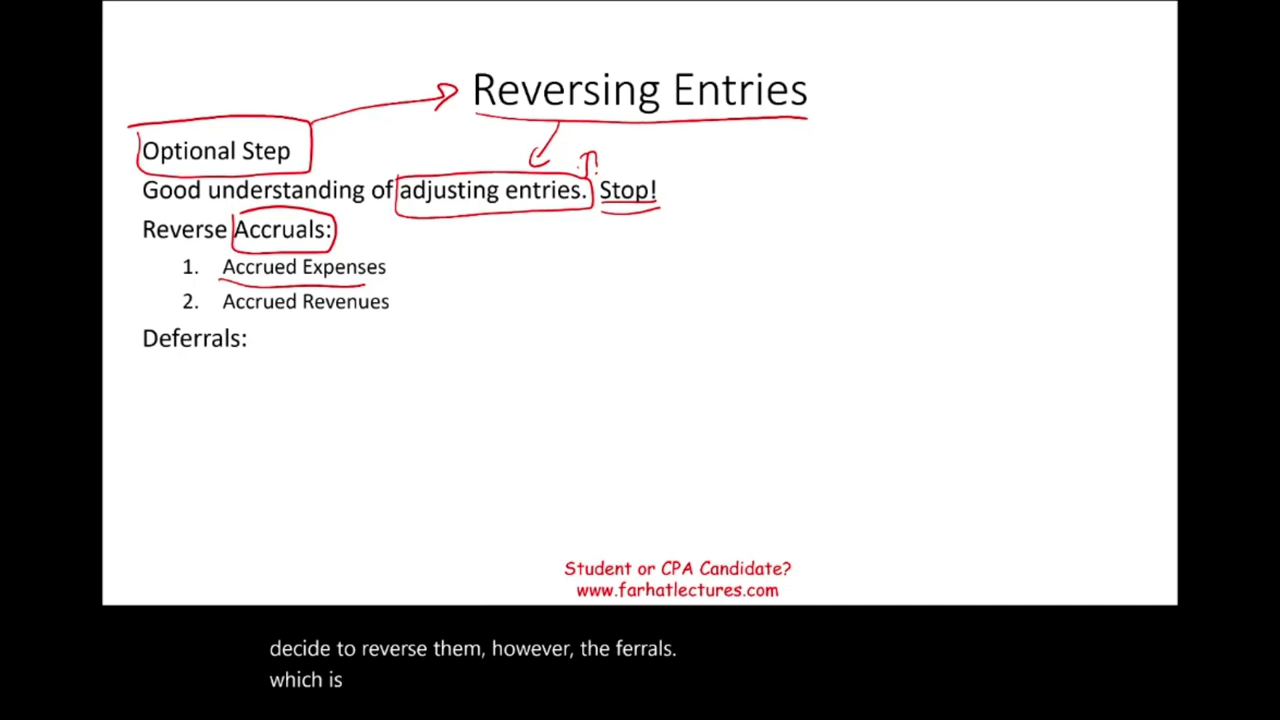 Reversing Entries
Optional Step
Good understanding of adjusting entries. Stop!
Reverse Accruals:
1. Accrued Expenses
2. Accrued Revenues
Deferrals:
Student or CPA Candidate?
www.farhatlectures.com
decide to reverse them, however, the ferrals.
which is